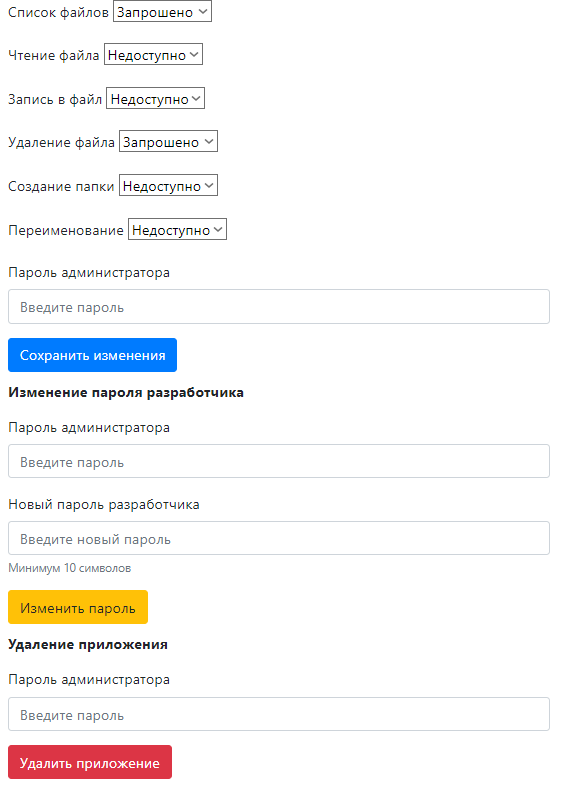 Список файлов Запрошено
Чтение файла Недоступно
Запись в файл Недоступно
Удаление файла Запрошено
Создание папки Недоступно
Переименование Недоступно
Пароль администратора
Введите пароль
Сохранить изменения
Изменение пароля разработчика
Пароль администратора
Введите пароль
Новый пароль разработчика
Введите новый пароль
Минимум 10 символов
Изменить пароль
Удаление приложения
Пароль администратора
Введите пароль
Удалить приложение